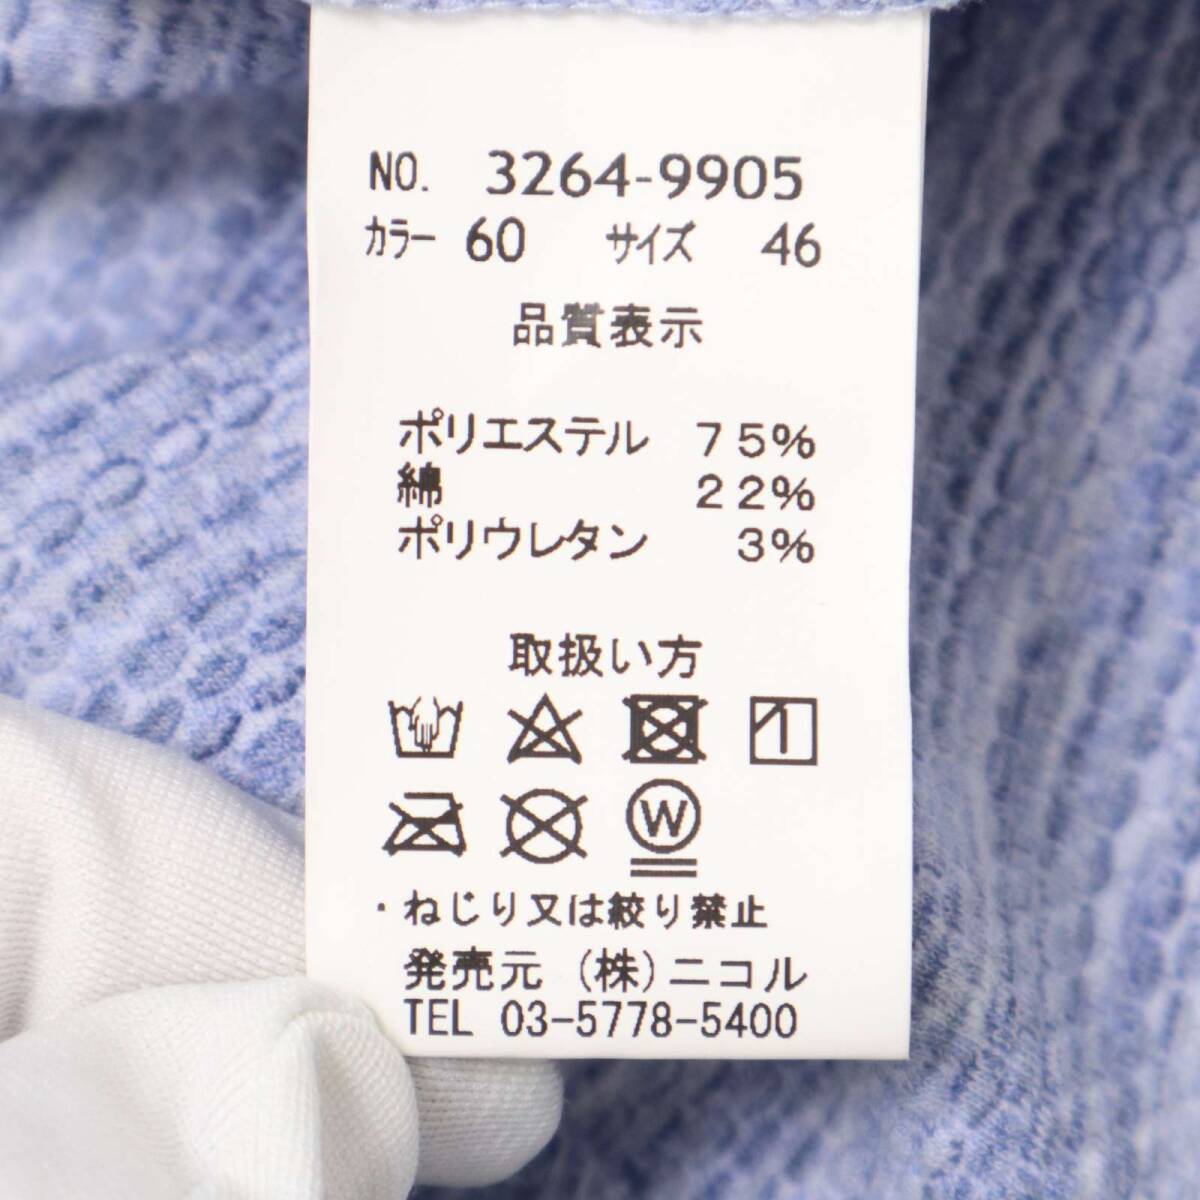 NO. 3264-9905
カラー 60 サイズ 46
品質表示
ポリエステル 75%
綿 22%
ポリウレタン 3%
取扱い方
W
・ねじり又は絞り禁止
発売元 (株)ニコル
TEL 03-5778-5400